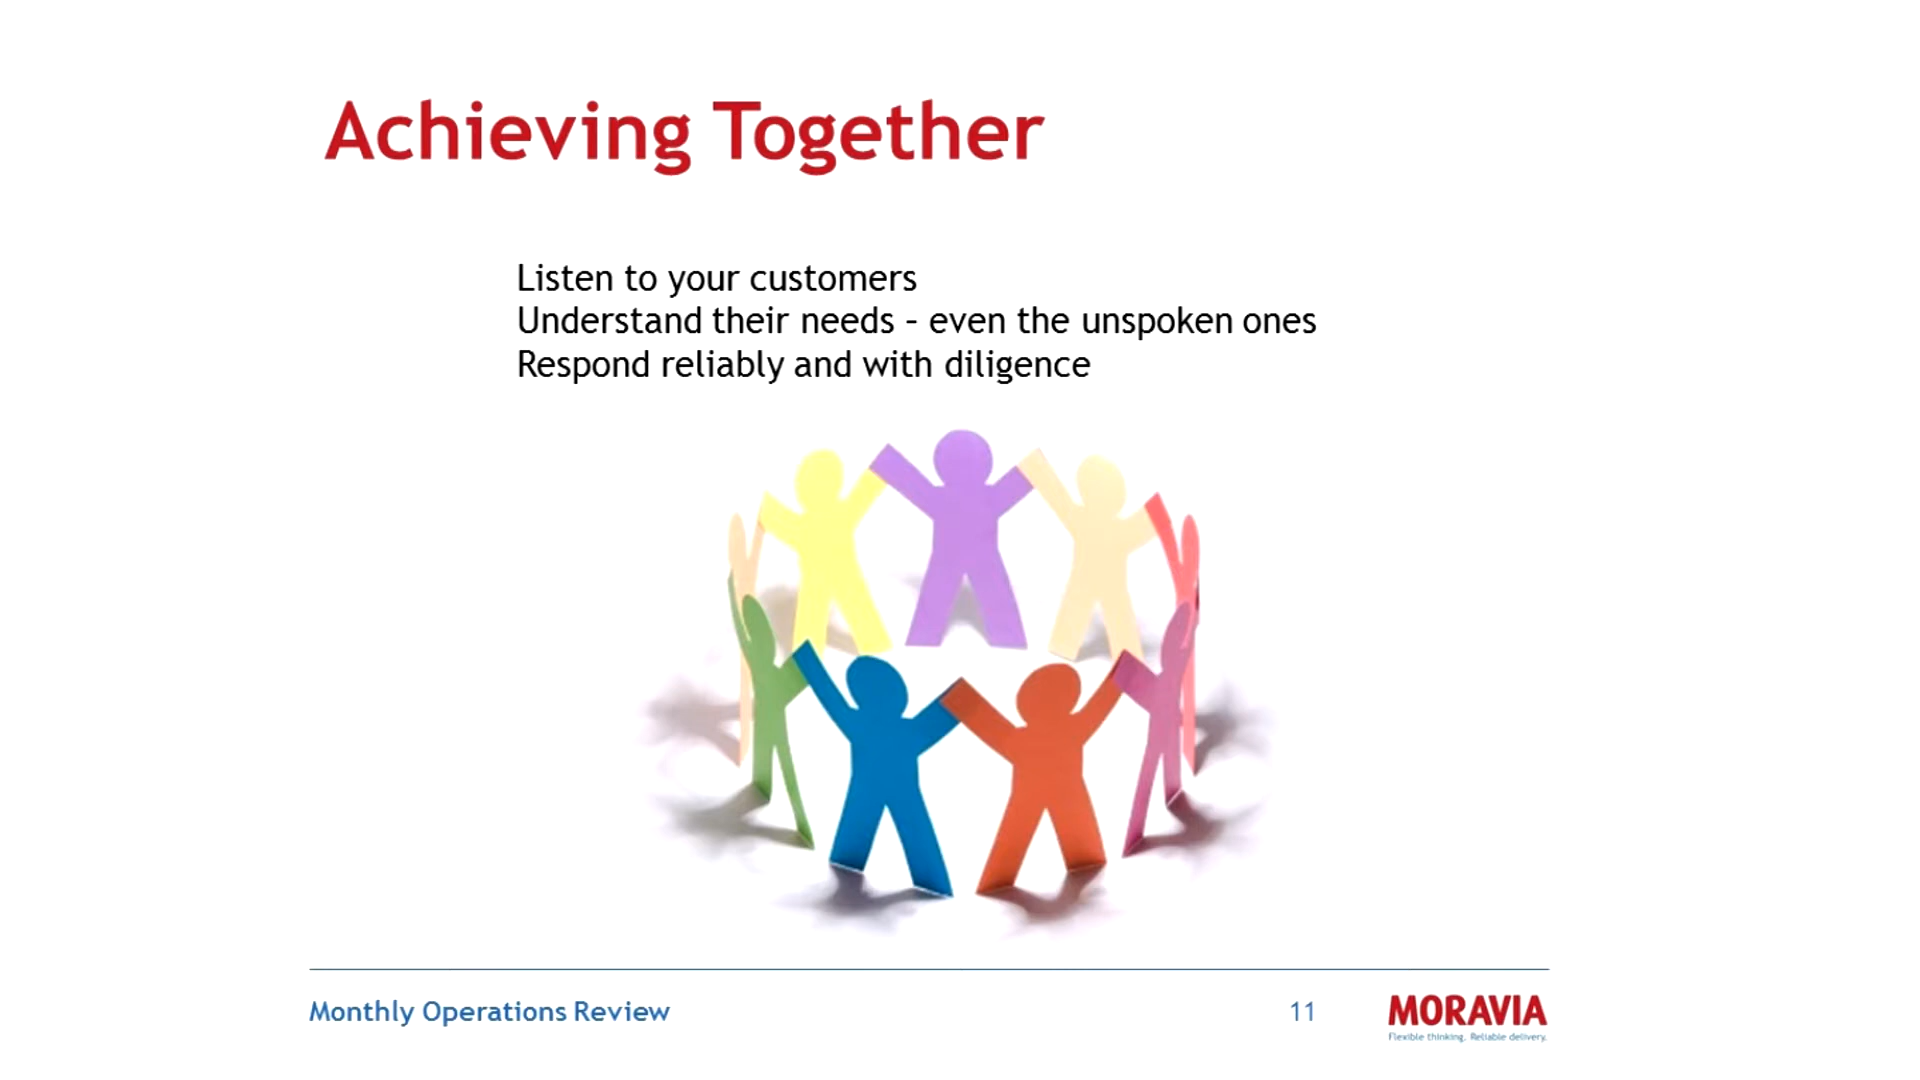 Achieving Together
Listen to your customers
Understand their needs – even the unspoken ones
Respond reliably and with diligence
Monthly Operations Review
11
MORAVIA
Flexible thinking. Reliable delivery.